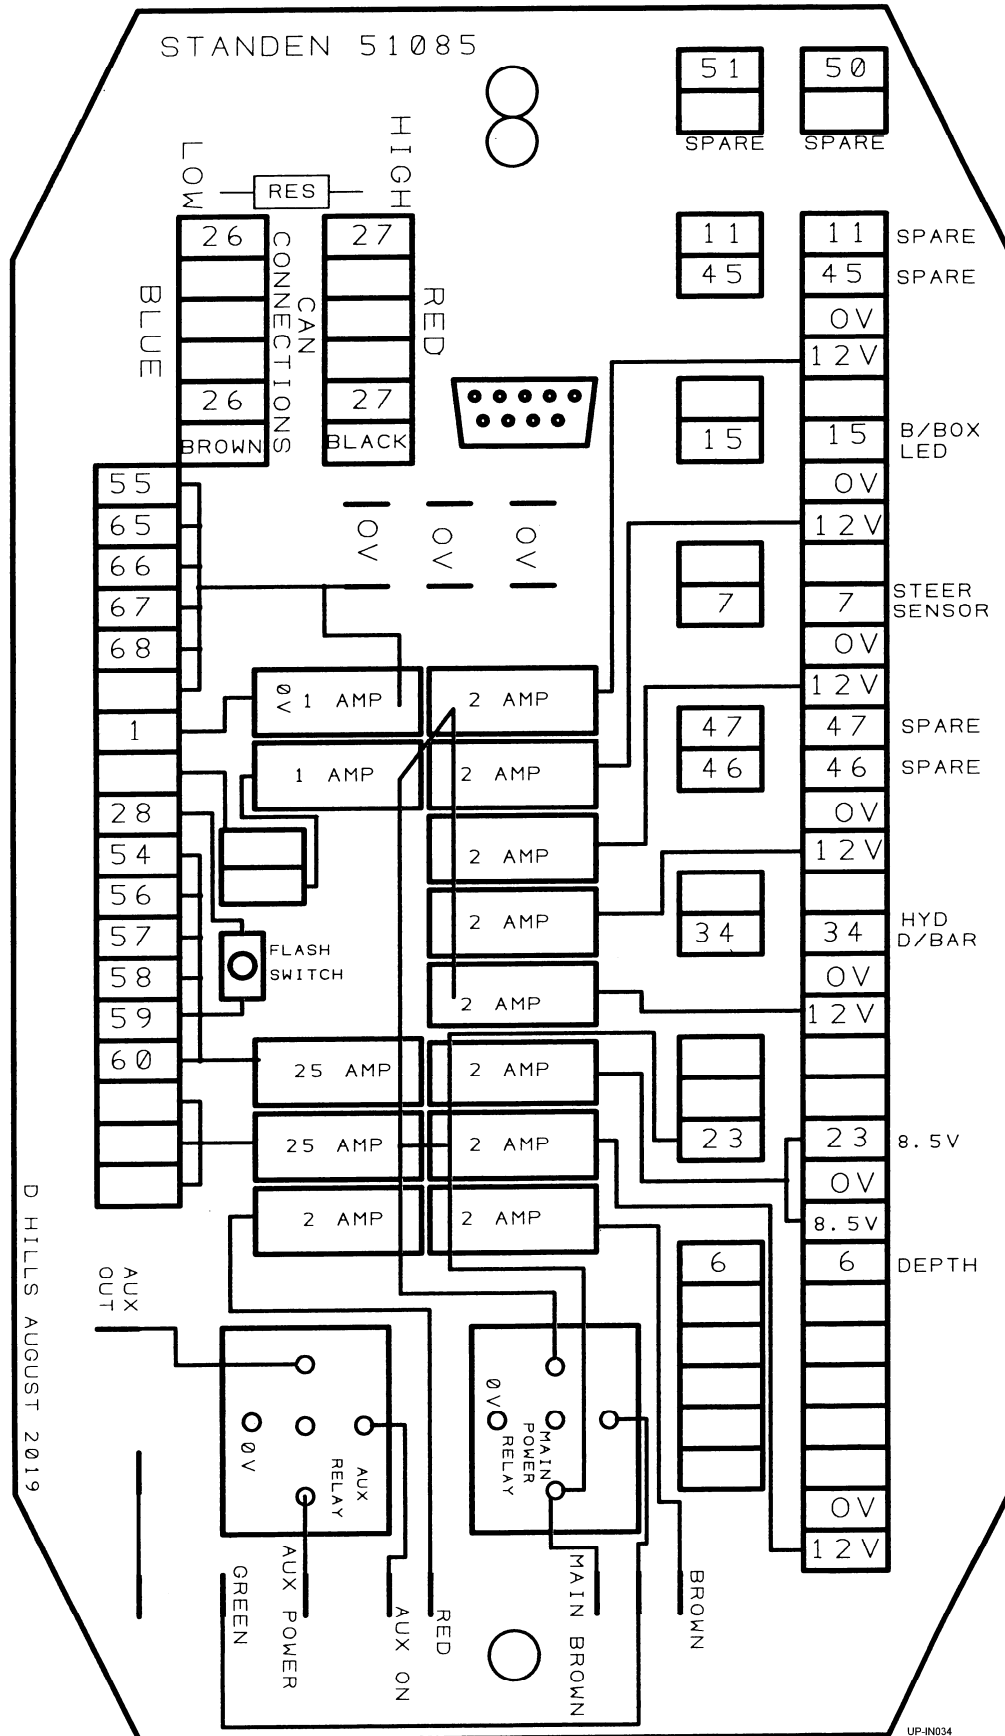 STANDEN 51085
51
50
SPARE
SPARE
LOW
RES
HIGH
26
27
CONNECTIONS
CAN
BLUE
RED
26
27
BROWN
BLACK
11
11 SPARE
45
45 SPARE
0V
12V
15
15 B/BOX
LED
0V
12V
7
7 STEER
SENSOR
0V
12V
47
47 SPARE
46
46 SPARE
0V
12V
34
34 HYD
D/BAR
0V
12V
23
23 8.5V
0V
8.5V
6
6 DEPTH
0V
12V
55
65
66
67
68
1
28
54
56
57
58
59
60
0V
0V
0V
0V 1 AMP
2 AMP
1 AMP
2 AMP
2 AMP
2 AMP
2 AMP
FLASH
SWITCH
25 AMP
2 AMP
25 AMP
2 AMP
2 AMP
2 AMP
AUX
OUT
0V
AUX
RELAY
0V
MAIN
POWER
RELAY
GREEN
AUX POWER
AUX ON
RED
MAIN BROWN
BROWN
D HILLS AUGUST 2019
UP-IN034